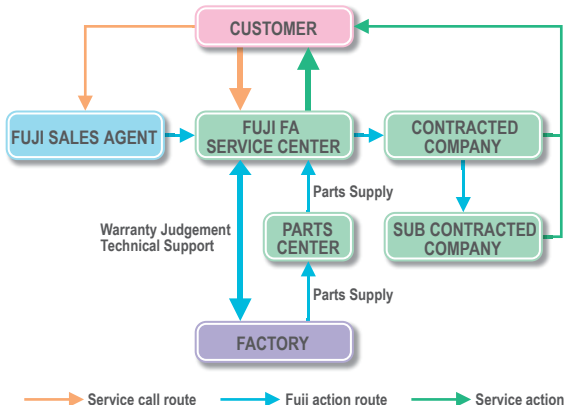 CUSTOMER
FUJI SALES AGENT
FUJI FA
SERVICE CENTER
CONTRACTED
COMPANY
Parts Supply
Warranty Judgement
Technical Support
PARTS
CENTER
SUB CONTRACTED
COMPANY
Parts Supply
FACTORY
Service call route
Fuii action route
Service action